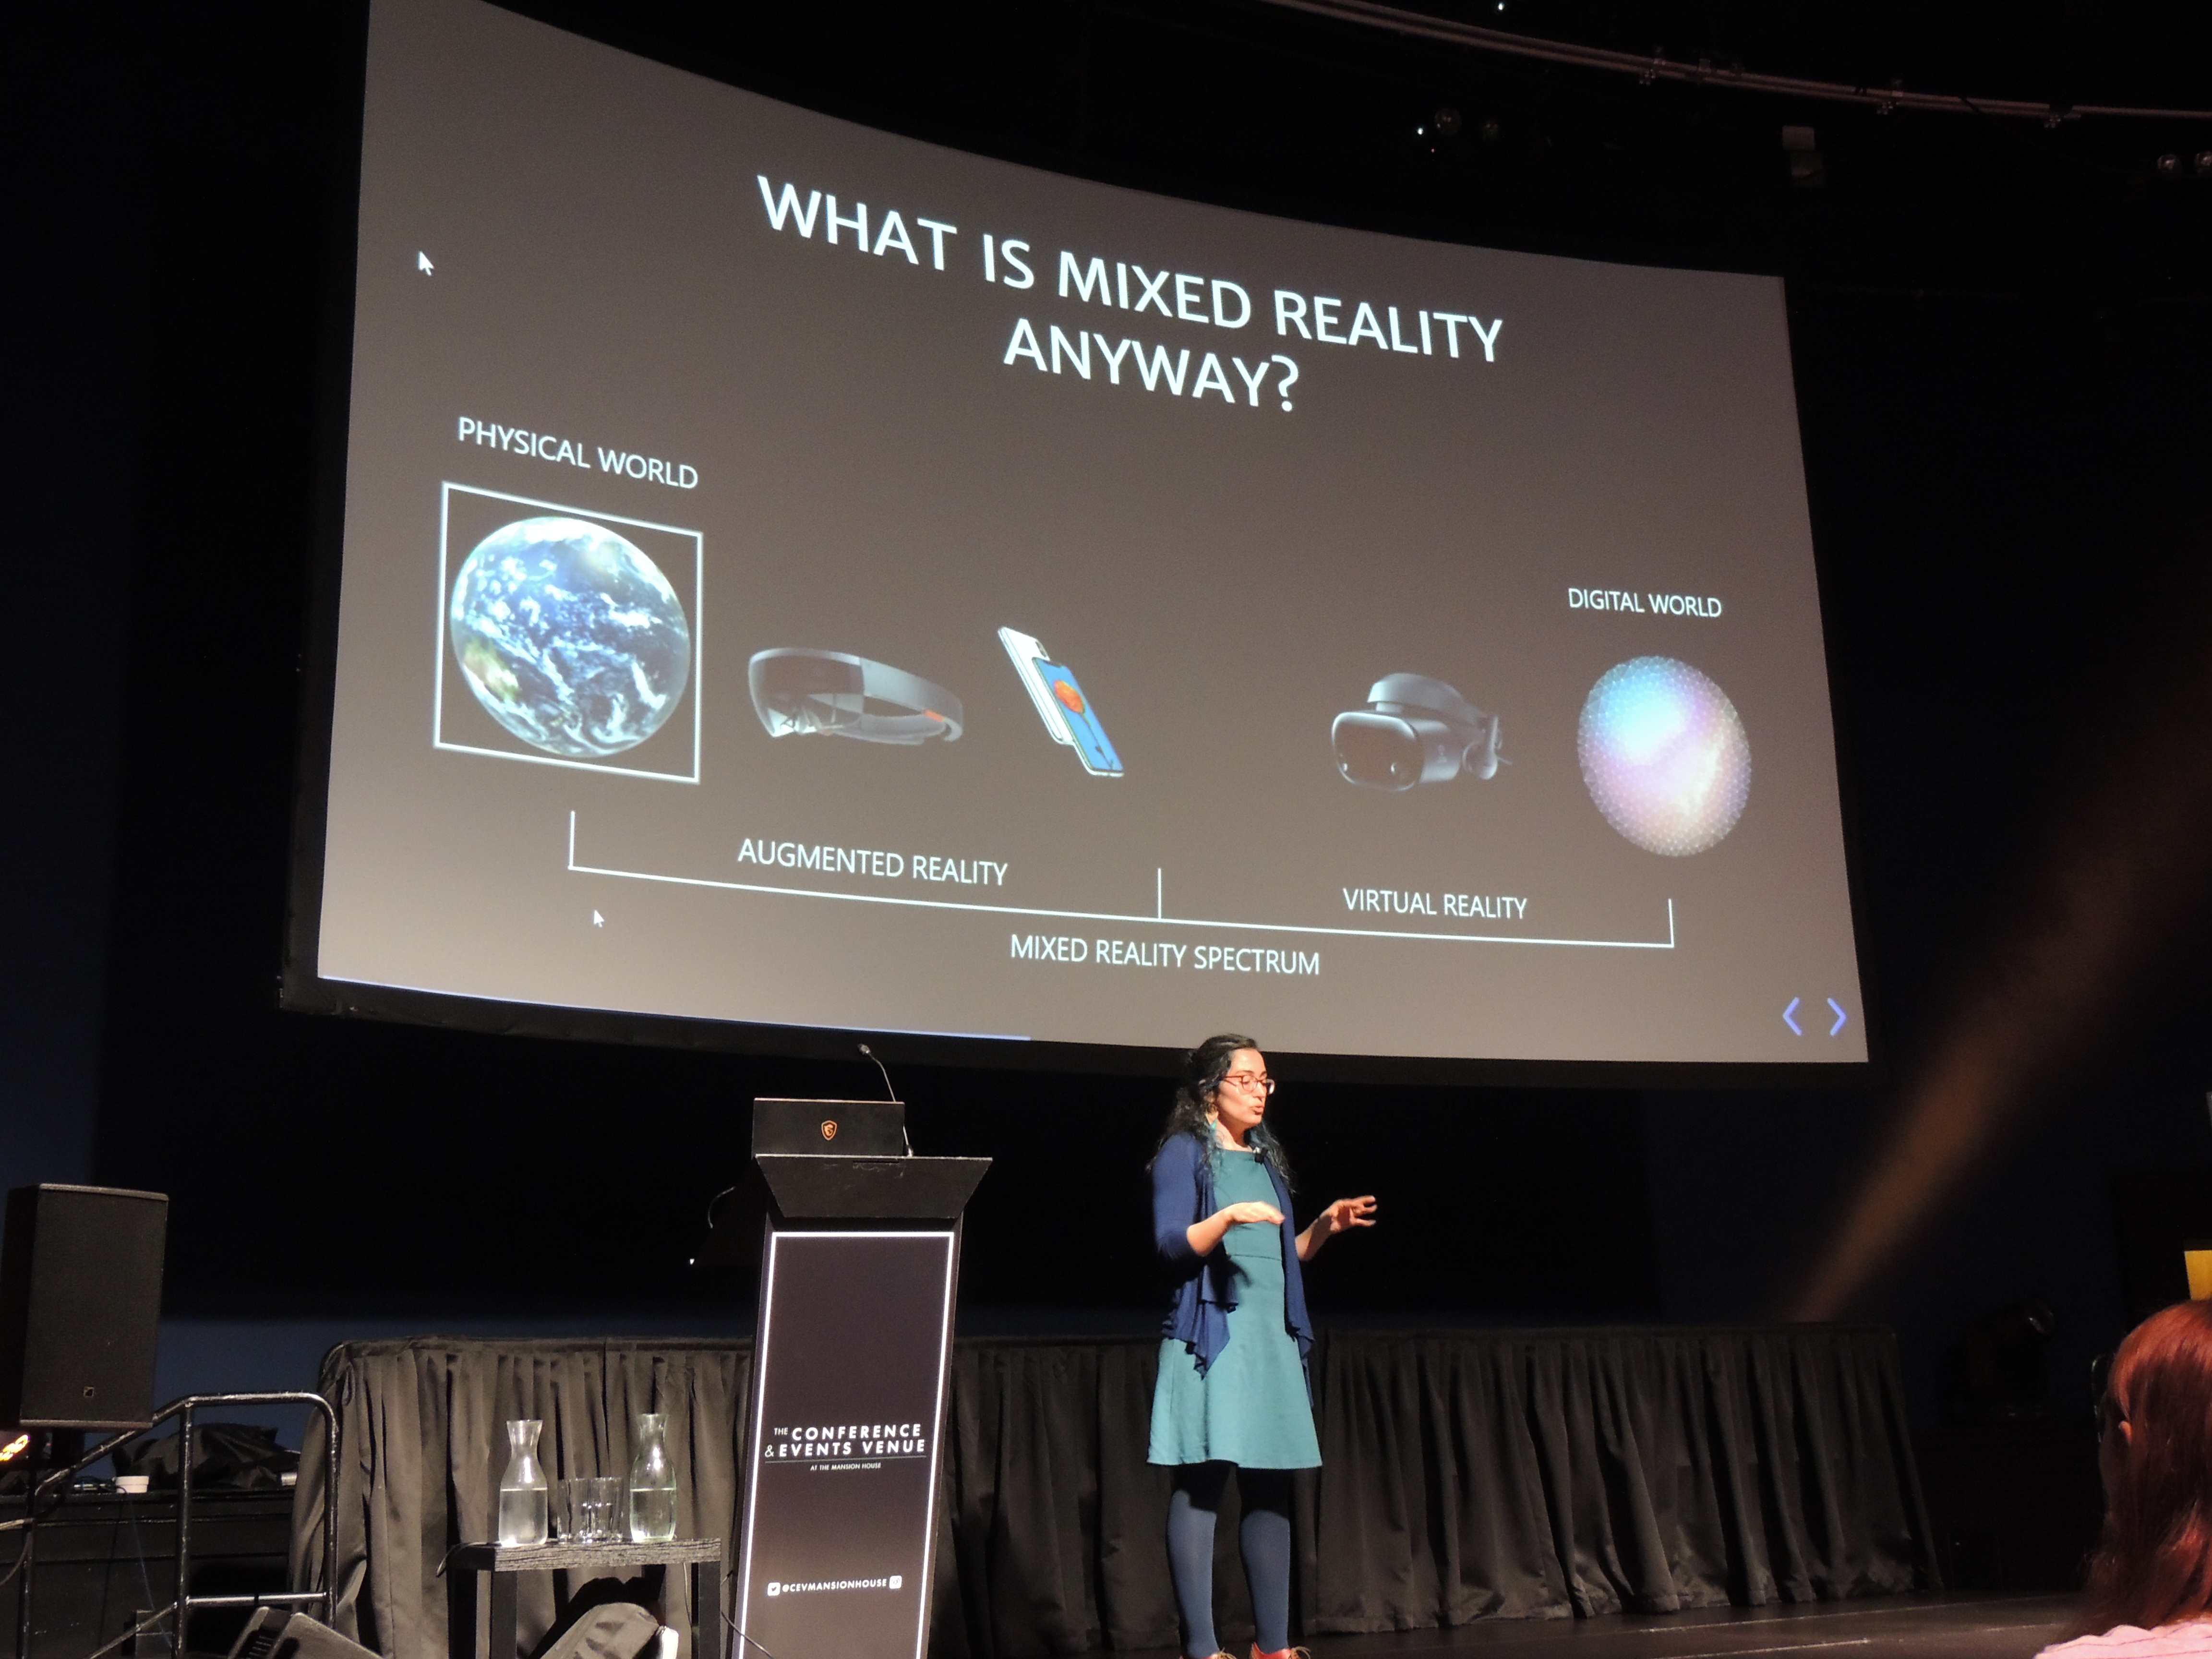 WHAT IS MIXED REALITY
ANYWAY?
PHYSICAL WORLD
DIGITAL WORLD
AUGMENTED REALITY
VIRTUAL REALITY
MIXED REALITY SPECTRUM
THE CONFERENCE
& EVENTS VENUE
AT THE MANSION HOUSE
@CEVMANSIONHOUSE